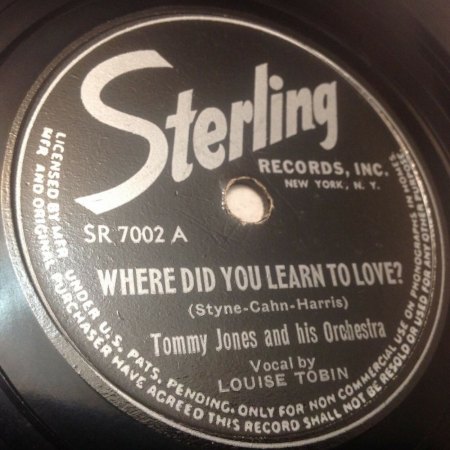 Sterling
RECORDS, INC.
NEW YORK, N. Y.
SR 7002 A
WHERE DID YOU LEARN TO LOVE?
(Styne-Cahn-Harris)
Tommy Jones and his Orchestra
Vocal by
LOUISE TOBIN
LICENSED BY MFR. UNDER U.S. PATS. PENDING. ONLY FOR NON COMMERCIAL USE ON PHONOGRAPHS IN HOMES.
MFR. AND ORIGINAL PURCHASER HAVE AGREED THIS RECORD SHALL NOT BE RESOLD OR USED FOR ANY OTHER